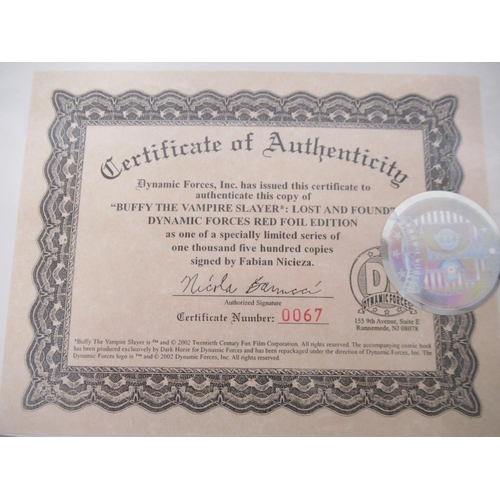 Certificate of Authenticity
Dynamic Forces, Inc. has issued this certificate to
authenticate this copy of
"BUFFY THE VAMPIRE SLAYER*: LOST AND FOUND"
DYNAMIC FORCES RED FOIL EDITION
as one of a specially limited series of
one thousand five hundred copies
signed by Fabian Nicieza.
Nicola Barrucci
Authorized Signature
Certificate Number: 0067
D
DYNAMIC FORCES
155 9th Avenue, Suite E
Runnemede, NJ 08078
*Buffy The Vampire Slayer is ™ and © 2002 Twentieth Century Fox Film Corporation. All rights reserved. The accompanying comic book
has been produced exclusively by Dark Horse for Dynamic Forces and has been repackaged under the direction of Dynamic Forces, Inc. The
Dynamic Forces logo is ™ and © 2002 Dynamic Forces, Inc. All rights reserved.